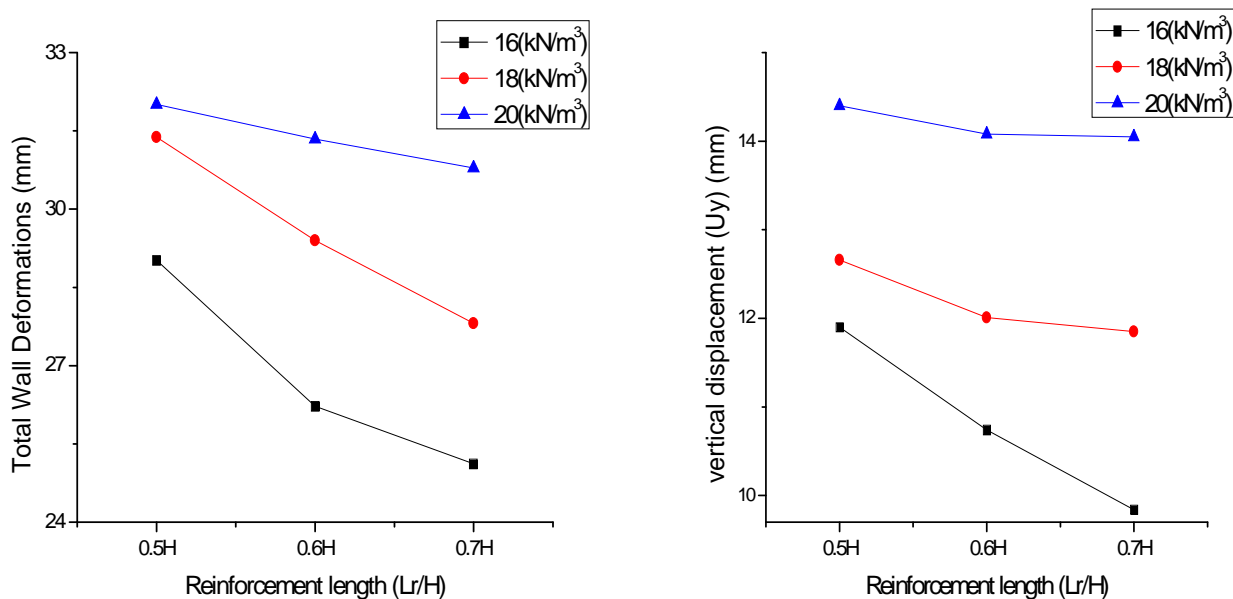 16(kN/m³)
18(kN/m³)
20(kN/m³)
33
30
27
24
Total Wall Deformations (mm)
0.5H 0.6H 0.7H
Reinforcement length (Lr/H)
16(kN/m³)
18(kN/m³)
20(kN/m³)
14
12
10
vertical displacement (Uy) (mm)
0.5H 0.6H 0.7H
Reinforcement length (Lr/H)